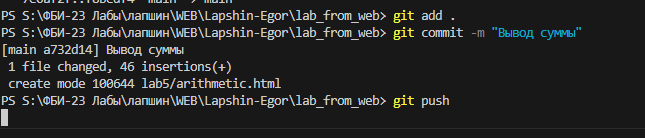 PS S:\ФБИ-23 Лабы\лапшин\WEB\Lapshin-Egor\lab_from_web> git add .
PS S:\ФБИ-23 Лабы\лапшин\WEB\Lapshin-Egor\lab_from_web> git commit -m "Вывод суммы"
[main a732d14] Вывод суммы
 1 file changed, 46 insertions(+)
 create mode 100644 lab5/arithmetic.html
PS S:\ФБИ-23 Лабы\лапшин\WEB\Lapshin-Egor\lab_from_web> git push